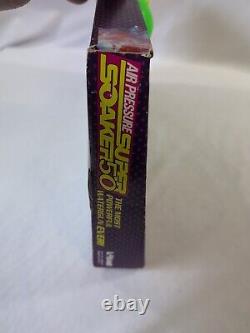 AIR PRESSURE
SUPER
SOAKER 50
THE MOST
POWERFUL
WATERGUN EVER!